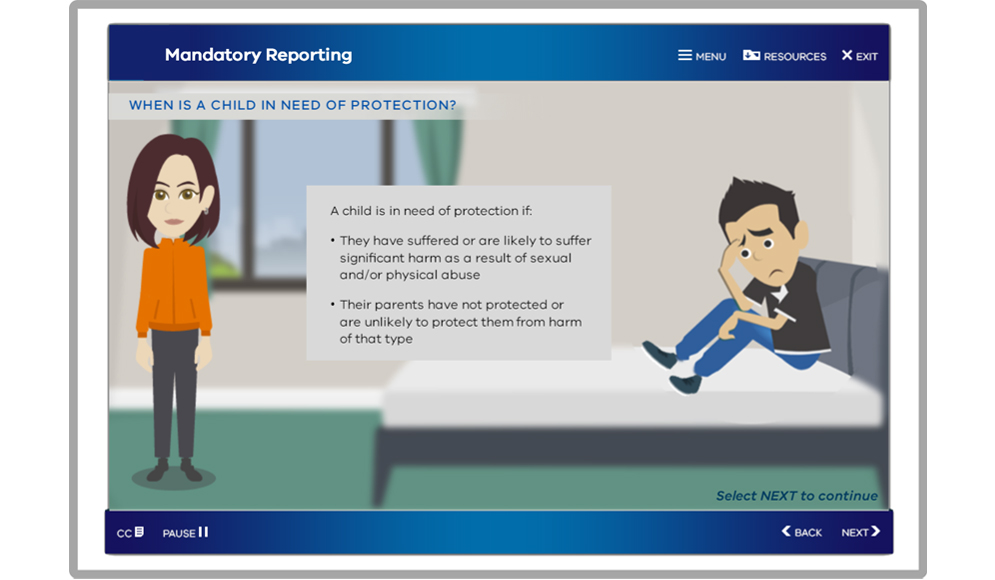 Mandatory Reporting
MENU
RESOURCES
EXIT
WHEN IS A CHILD IN NEED OF PROTECTION?
A child is in need of protection if:
• They have suffered or are likely to suffer
significant harm as a result of sexual
and/or physical abuse
• Their parents have not protected or
are unlikely to protect them from harm
of that type
Select NEXT to continue
CC
PAUSE
BACK
NEXT